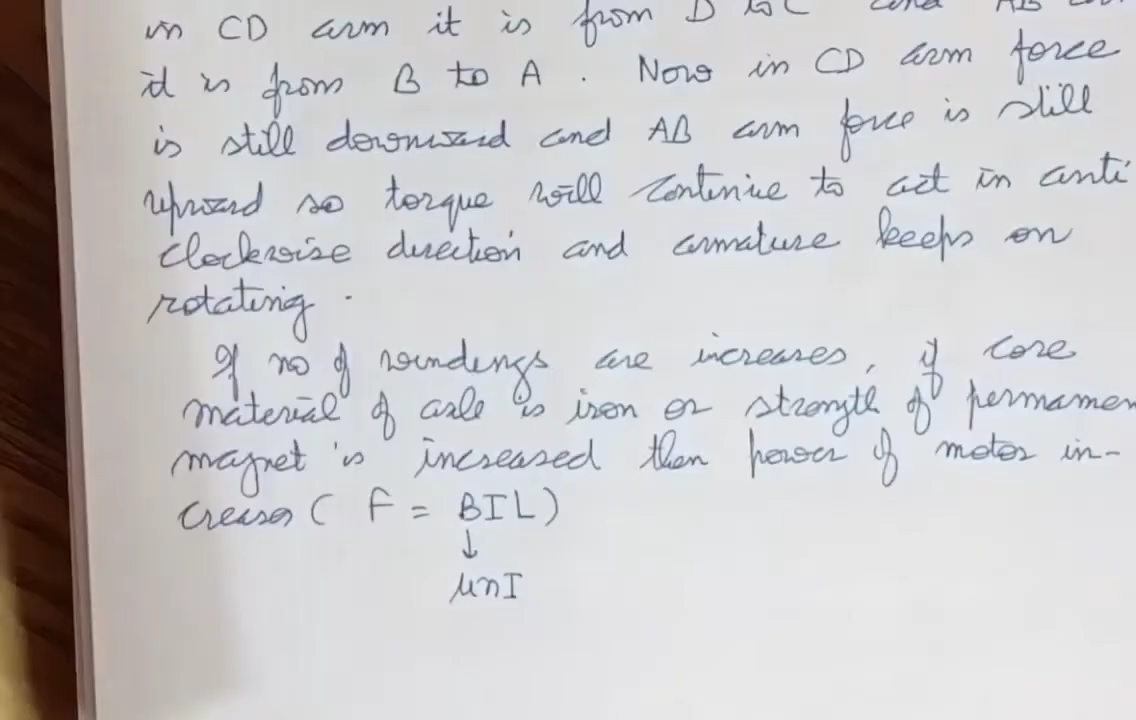 in CD arm it is from D to C and AB
it is from B to A . Now in CD arm force
is still downward and AB arm force is still
upward so torque will continue to act in anti
clockwise direction and armature keeps on
rotating .
If no of windings are increases, if core
material of axle is iron or strength of permamen
magnet is increased then power of motor in-
creases ( F = BIL )
↓
μnI